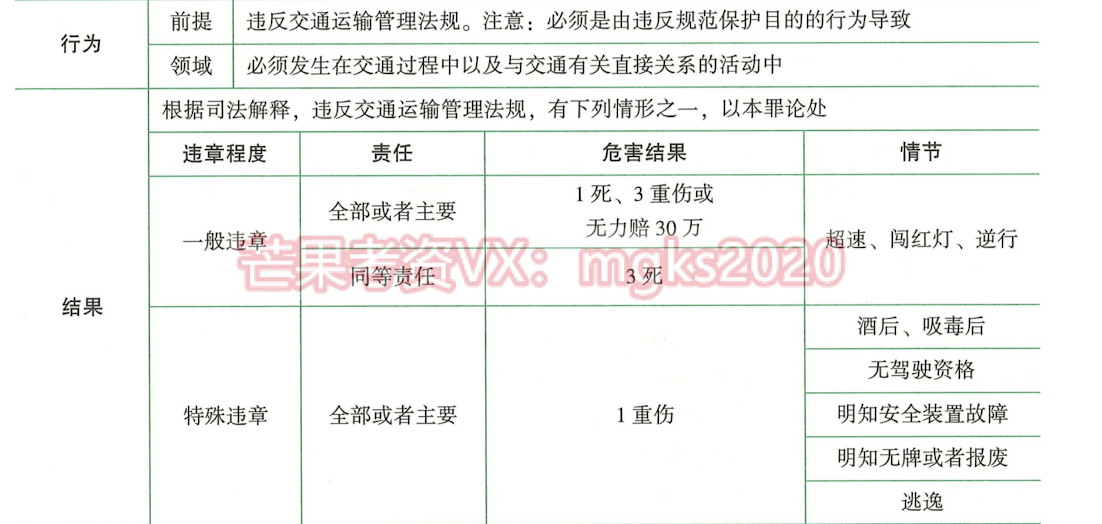 行为
前提
违反交通运输管理法规。注意：必须是由违反规范保护目的的行为导致
领域
必须发生在交通过程中以及与交通有关直接关系的活动中
结果
根据司法解释，违反交通运输管理法规，有下列情形之一，以本罪论处
违章程度
责任
危害结果
情节
一般违章
全部或者主要
1 死、3 重伤或
无力赔 30 万
超速、闯红灯、逆行
同等责任
3 死
芒果考资VX：mgks2020
特殊违章
全部或者主要
1 重伤
酒后、吸毒后
无驾驶资格
明知安全装置故障
明知无牌或者报废
逃逸